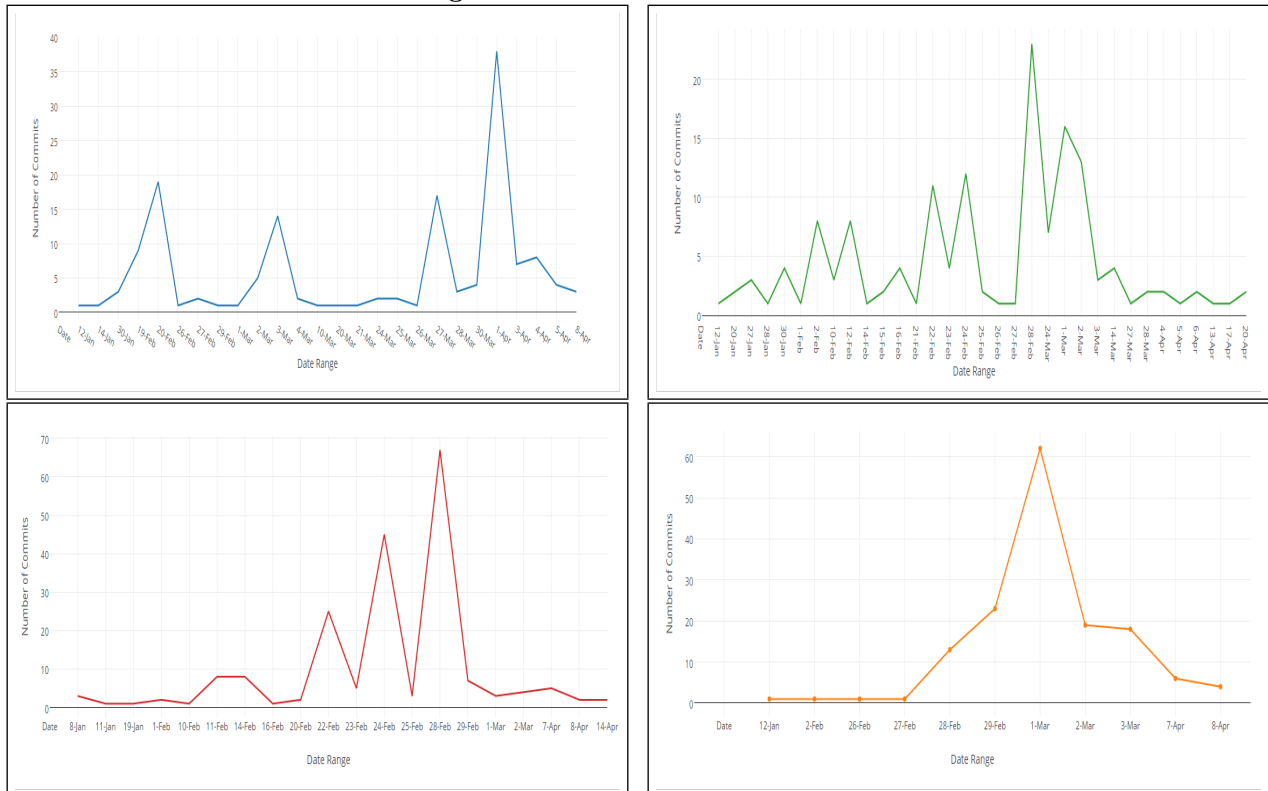 40
35
30
25
20
15
10
5
0
Number of Commits
Date 12-Jan 14-Jan 30-Jan 19-Feb 20-Feb 26-Feb 27-Feb 29-Feb 1-Mar 2-Mar 3-Mar 4-Mar 10-Mar 20-Mar 21-Mar 24-Mar 25-Mar 26-Mar 27-Mar 28-Mar 30-Mar 1-Apr 3-Apr 4-Apr 5-Apr 8-Apr
Date Range
20
15
10
5
0
Number of Commits
Date 12-Jan 20-Jan 27-Jan 28-Jan 30-Jan 1-Feb 2-Feb 10-Feb 12-Feb 14-Feb 15-Feb 16-Feb 21-Feb 22-Feb 23-Feb 24-Feb 25-Feb 26-Feb 27-Feb 28-Feb 24-Mar 1-Mar 2-Mar 3-Mar 14-Mar 27-Mar 28-Mar 4-Apr 5-Apr 6-Apr 13-Apr 17-Apr 20-Apr
Date Range
70
60
50
40
30
20
10
0
Number of Commits
Date 8-Jan 11-Jan 19-Jan 1-Feb 10-Feb 11-Feb 14-Feb 16-Feb 20-Feb 22-Feb 23-Feb 24-Feb 25-Feb 28-Feb 29-Feb 1-Mar 2-Mar 7-Apr 8-Apr 14-Apr
Date Range
60
50
40
30
20
10
0
Number of Commits
Date 12-Jan 2-Feb 26-Feb 27-Feb 28-Feb 29-Feb 1-Mar 2-Mar 3-Mar 7-Apr 8-Apr
Date Range